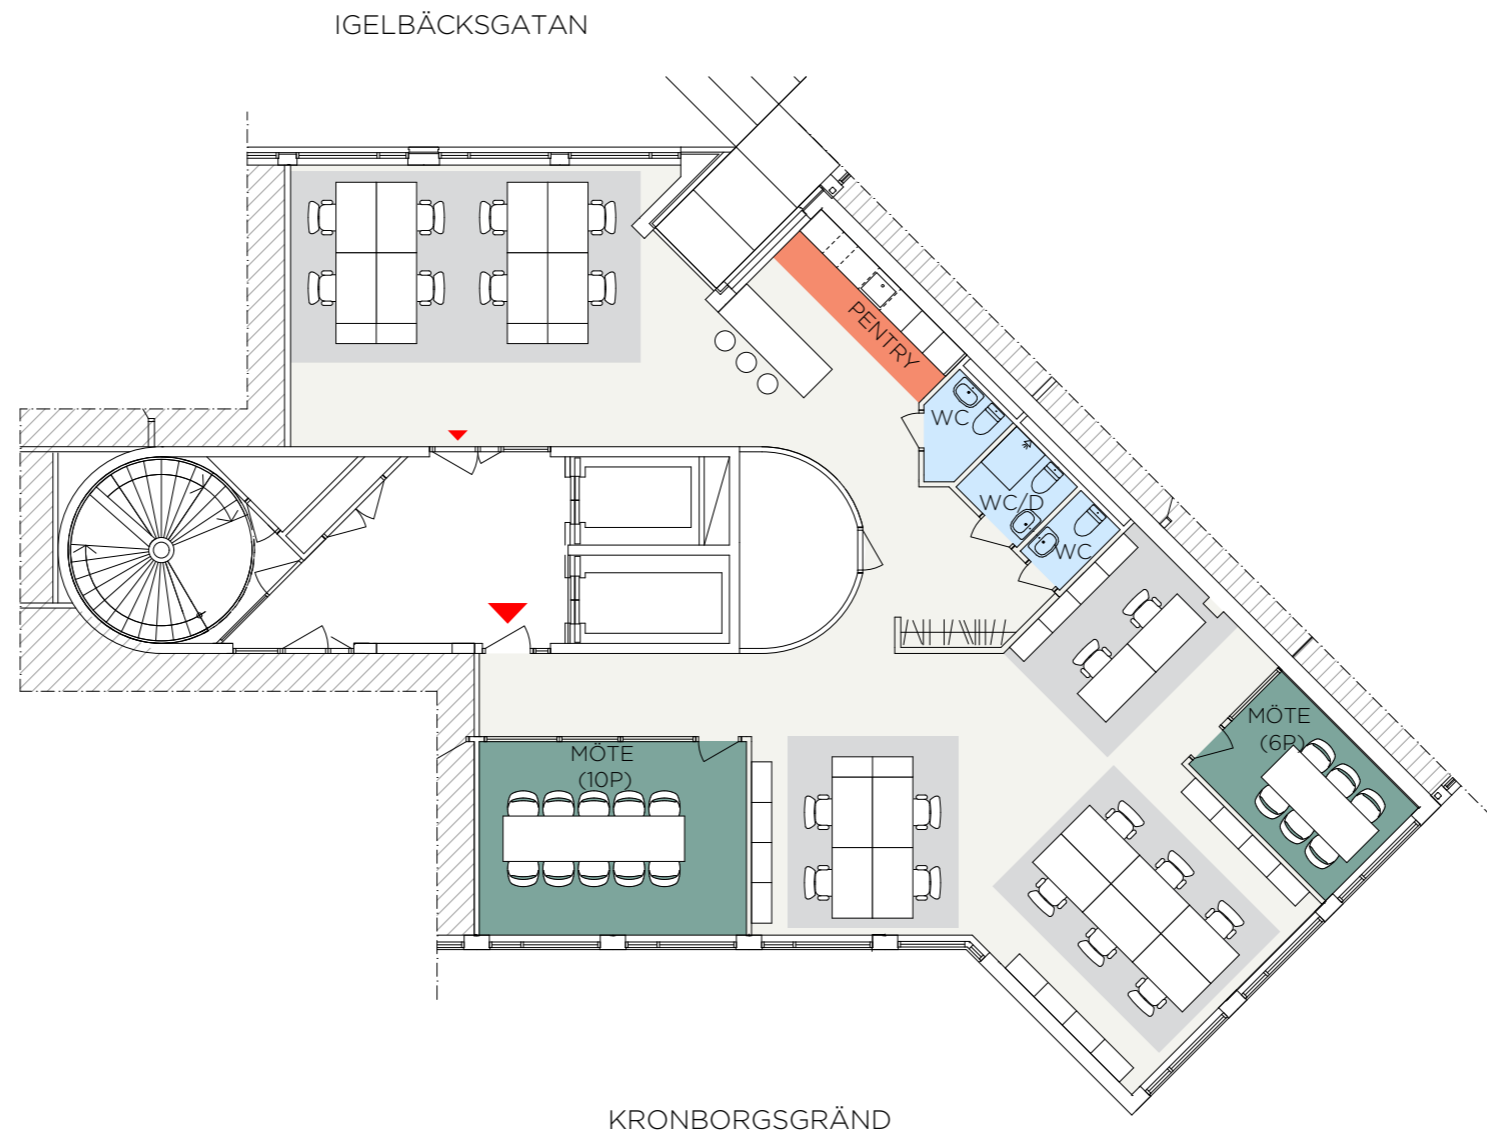 IGELBÄCKSGATAN
PENTRY
WC
WC/D
WC
MÖTE
(6P)
MÖTE
(10P)
KRONBORGSGRÄND